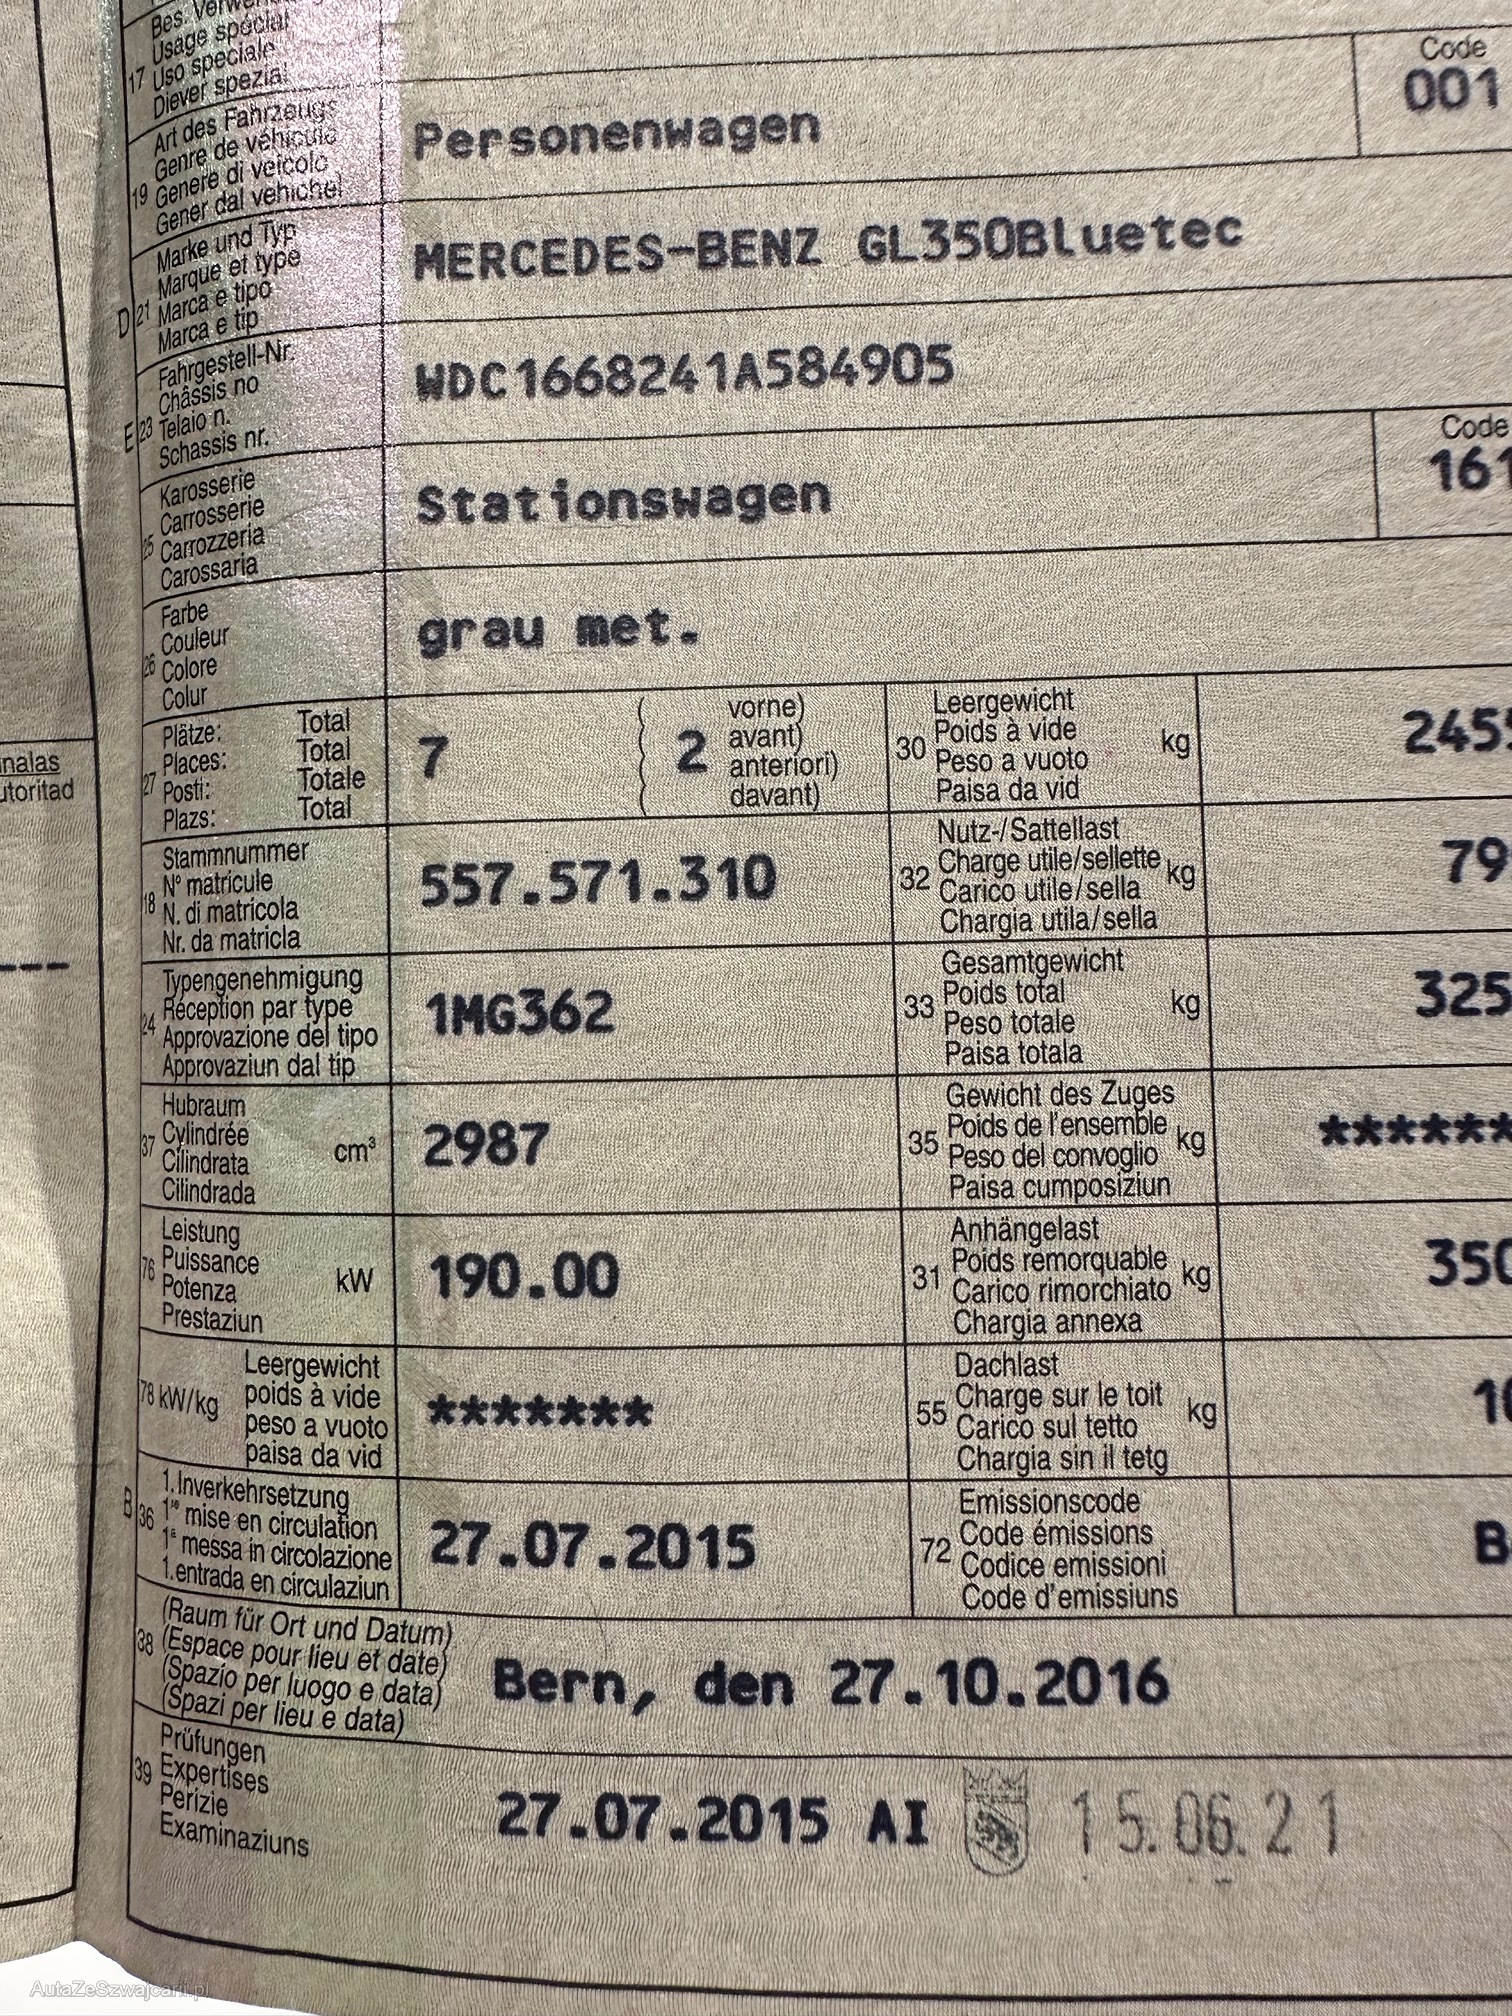 Usage spécial
17 Uso speciale
Diever spezial
Code
001
Art des Fahrzeugs
Genre de véhicule
19 Genere di veicolo
Gener dal vehichel
Personenwagen
Marke und Typ
Marque et type
D 21 Marca e tipo
Marca e tip
MERCEDES-BENZ GL350Bluetec
Fahrgestell-Nr.
Châssis no
E 23 Telaio n.
Schassis nr.
WDC1668241A584905
Karosserie
Carrosserie
25 Carrozzeria
Carossaria
Stationswagen
Code
161
Farbe
Couleur
26 Colore
Colur
grau met.
Plätze: Total
Places: Total
27 Posti: Totale
Plazs: Total
7
2
vorne)
avant)
anteriori)
davant)
Leergewicht
30 Poids à vide kg
Peso a vuoto
Paisa da vid
245
nalas
utoritad
Stammnummer
N° matricule
18 N. di matricola
Nr. da matricla
557.571.310
Nutz-/Sattellast
32 Charge utile/sellette kg
Carico utile/sella
Chargia utila/sella
79
---
Typengenehmigung
Réception par type
24 Approvazione del tipo
Approvaziun dal tip
1MG362
Gesamtgewicht
33 Poids total kg
Peso totale
Paisa totala
325
Hubraum
37 Cylindrée cm³
Cilindrata
Cilindrada
2987
Gewicht des Zuges
35 Poids de l'ensemble kg
Peso del convoglio
Paisa cumposiziun
******
Leistung
76 Puissance kW
Potenza
Prestaziun
190.00
Anhängelast
31 Poids remorquable kg
Carico rimorchiato
Chargia annexa
350
Leergewicht
78 kW/kg poids à vide
peso a vuoto
paisa da vid
*******
Dachlast
55 Charge sur le toit kg
Carico sul tetto
Chargia sin il tetg
10
1. Inverkehrsetzung
B 36 1re mise en circulation
1a messa in circolazione
1. entrada en circulaziun
27.07.2015
Emissionscode
72 Code émissions
Codice emissioni
Code d'emissiuns
B
(Raum für Ort und Datum)
38 (Espace pour lieu et date)
(Spazio per luogo e data)
(Spazi per lieu e data)
Bern, den 27.10.2016
Prüfungen
39 Expertises
Perizie
Examinaziuns
27.07.2015 AI 15.06.21
AutaZeSzwajcarii.pl